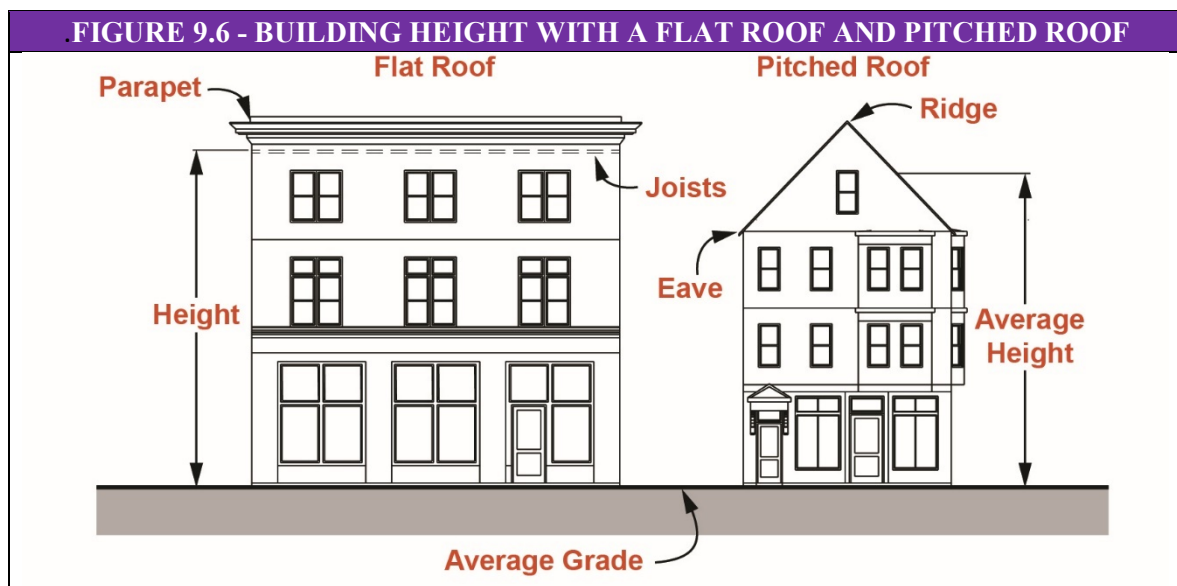 .FIGURE 9.6 - BUILDING HEIGHT WITH A FLAT ROOF AND PITCHED ROOF
Flat Roof
Pitched Roof
Parapet
Ridge
Joists
Eave
Height
Average
Height
Average Grade